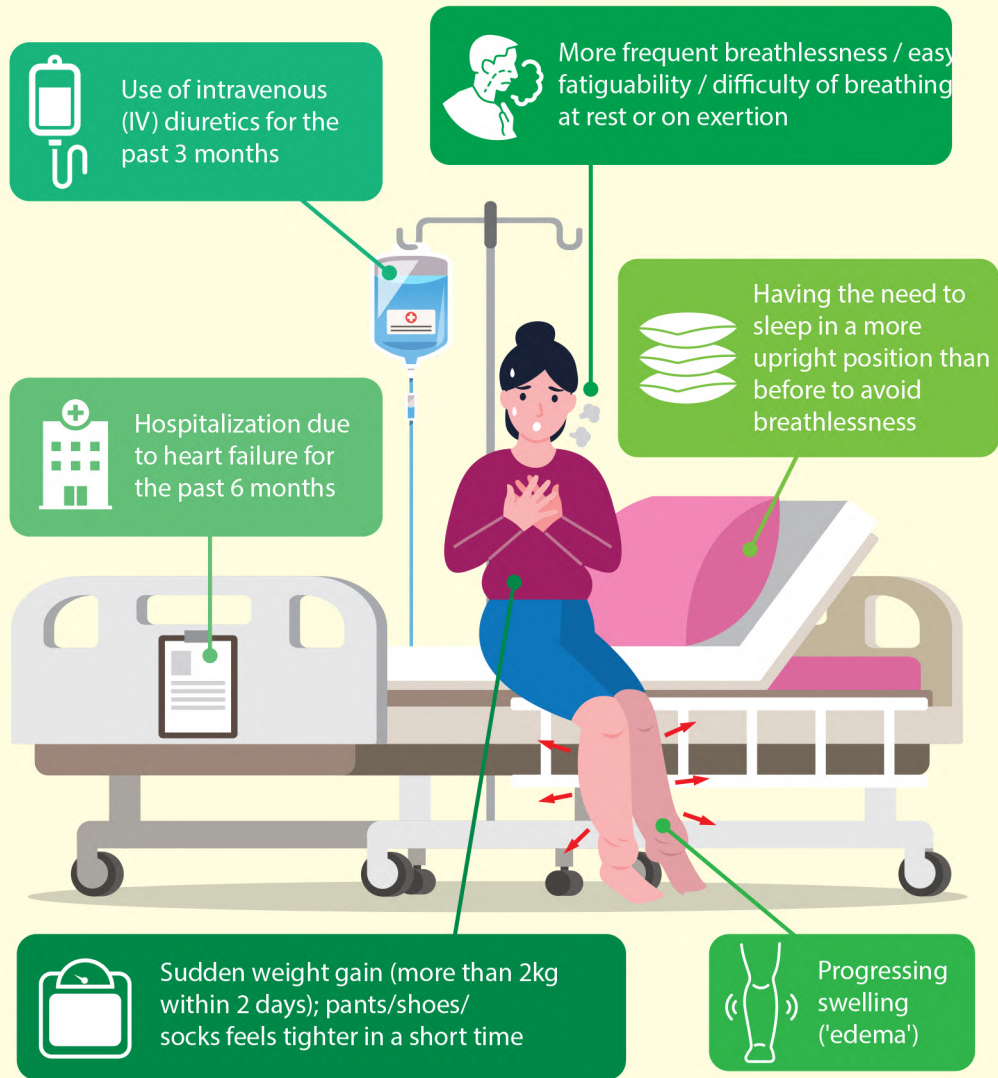 Use of intravenous
(IV) diuretics for the
past 3 months
More frequent breathlessness / easy
fatiguability / difficulty of breathing
at rest or on exertion
Having the need to
sleep in a more
upright position than
before to avoid
breathlessness
Hospitalization due
to heart failure for
the past 6 months
Sudden weight gain (more than 2kg
within 2 days); pants/shoes/
socks feels tighter in a short time
Progressing
swelling
('edema')